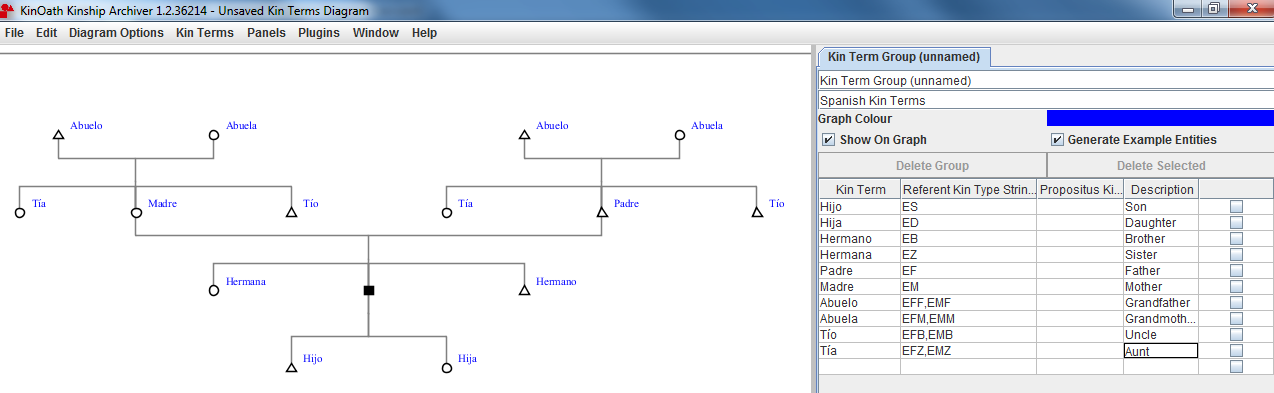 KinOath Kinship Archiver 1.2.36214 - Unsaved Kin Terms Diagram
File Edit Diagram Options Kin Terms Panels Plugins Window Help
Abuelo Abuela Abuelo Abuela
Tía Madre Tío Tía Padre Tío
Hermana Hermano
Hijo Hija
Kin Term Group (unnamed)
Kin Term Group (unnamed)
Spanish Kin Terms
Graph Colour
Show On Graph Generate Example Entities
Delete Group Delete Selected
Kin Term Referent Kin Type Strin... Propositus Ki... Description
Hijo ES Son
Hija ED Daughter
Hermano EB Brother
Hermana EZ Sister
Padre EF Father
Madre EM Mother
Abuelo EFF,EMF Grandfather
Abuela EFM,EMM Grandmoth...
Tío EFB,EMB Uncle
Tía EFZ,EMZ Aunt